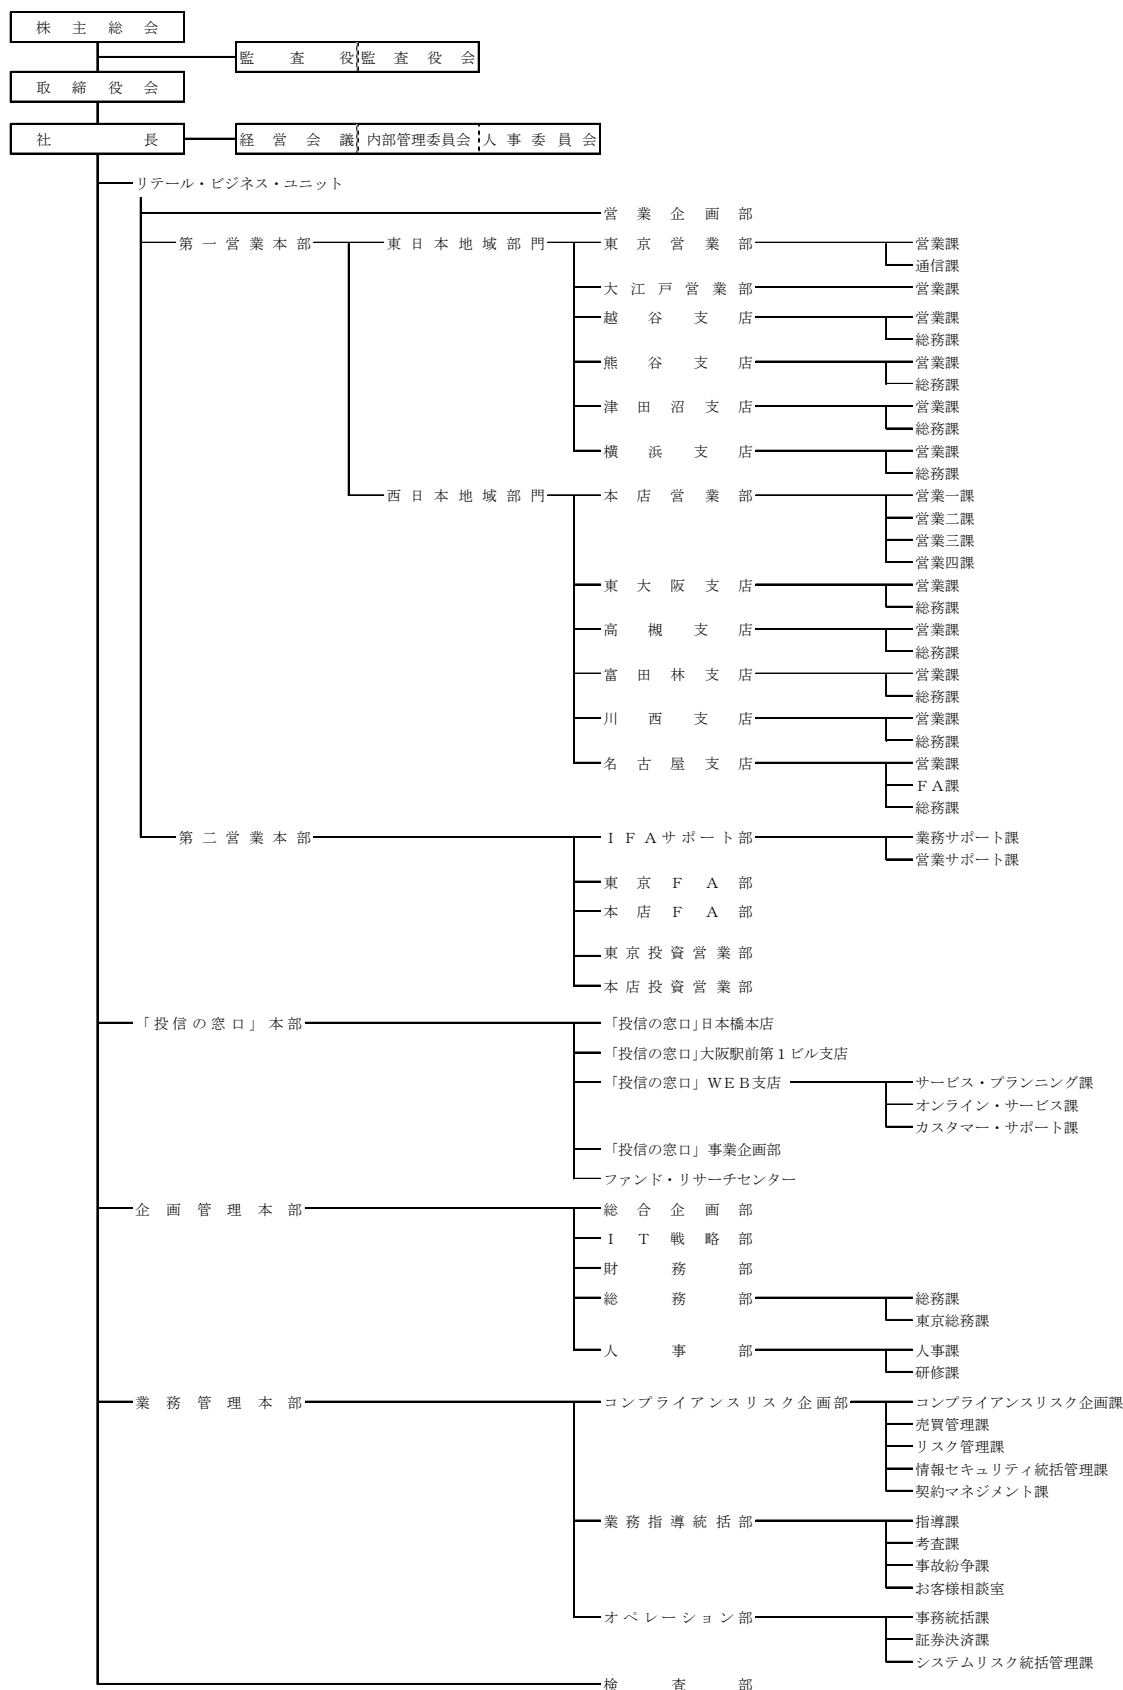 株主総会
監査役 監査役会
取締役会
社長 経営会議 内部管理委員会 人事委員会
リテール・ビジネス・ユニット
営業企画部
第一営業本部 東日本地域部門 東京営業部 営業課
通信課
大江戸営業部 営業課
越谷支店 営業課
総務課
熊谷支店 営業課
総務課
津田沼支店 営業課
総務課
横浜支店 営業課
総務課
西日本地域部門 本店営業部 営業一課
営業二課
営業三課
営業四課
東大阪支店 営業課
総務課
高槻支店 営業課
総務課
富田林支店 営業課
総務課
川西支店 営業課
総務課
名古屋支店 営業課
ＦＡ課
総務課
第二営業本部 ＩＦＡサポート部 業務サポート課
営業サポート課
東京ＦＡ部
本店ＦＡ部
東京投資営業部
本店投資営業部
「投信の窓口」本部 「投信の窓口」日本橋本店
「投信の窓口」大阪駅前第１ビル支店
「投信の窓口」ＷＥＢ支店 サービス・プランニング課
オンライン・サービス課
カスタマー・サポート課
「投信の窓口」事業企画部
ファンド・リサーチセンター
企画管理本部 総合企画部
ＩＴ戦略部
財務部
総務部 総務課
東京総務課
人事部 人事課
研修課
業務管理本部 コンプライアンスリスク企画部 コンプライアンスリスク企画課
売買管理課
リスク管理課
情報セキュリティ統括管理課
契約マネジメント課
業務指導統括部 指導課
考査課
事故紛争課
お客様相談室
オペレーション部 事務統括課
証券決済課
システムリスク統括管理課
検査部